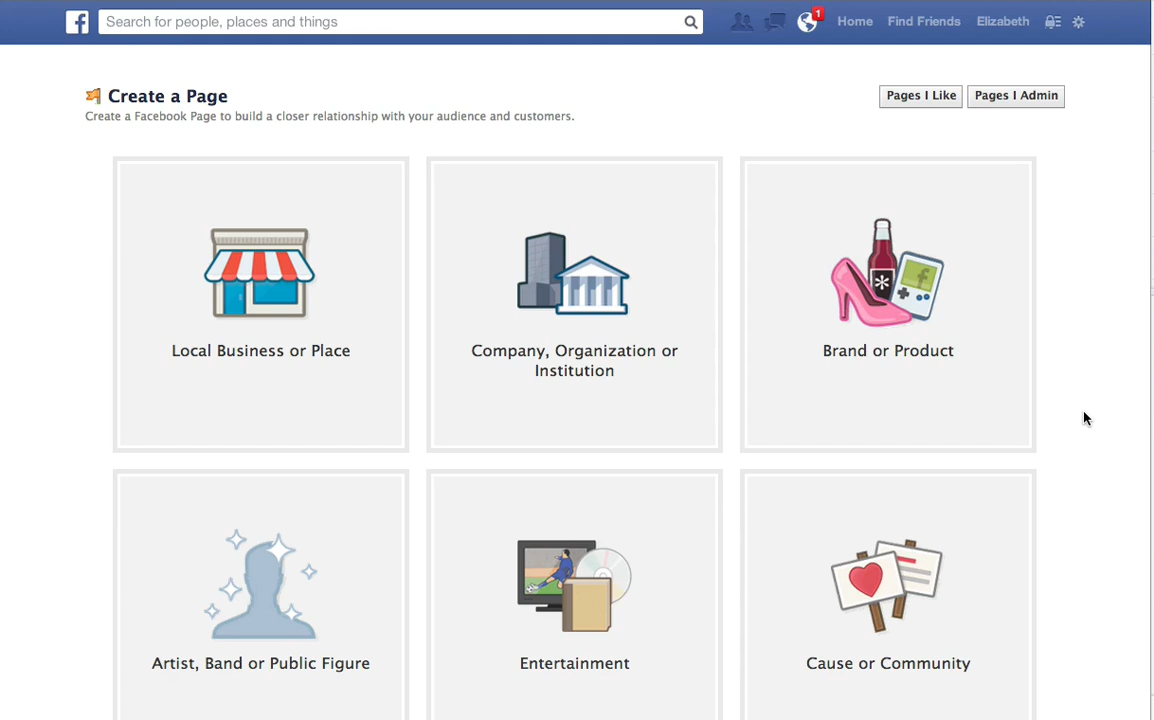 f
Search for people, places and things
1
Home
Find Friends
Elizabeth
Create a Page
Create a Facebook Page to build a closer relationship with your audience and customers.
Pages I Like
Pages I Admin
Local Business or Place
Company, Organization or
Institution
Brand or Product
Artist, Band or Public Figure
Entertainment
Cause or Community